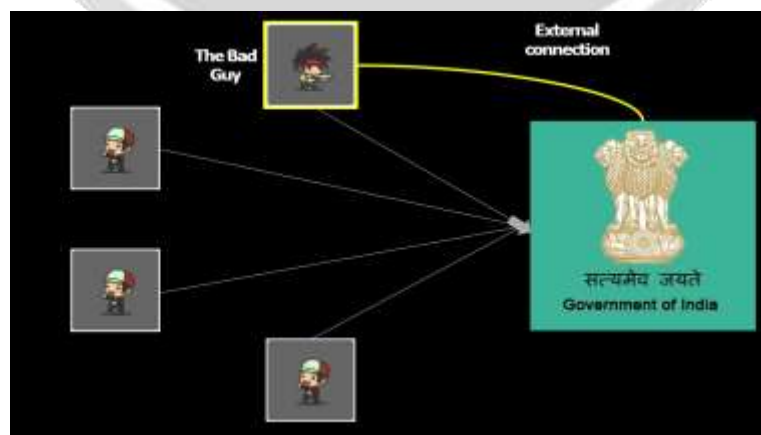 The Bad
Guy
External
connection
सत्यमेव जयते
Government of India